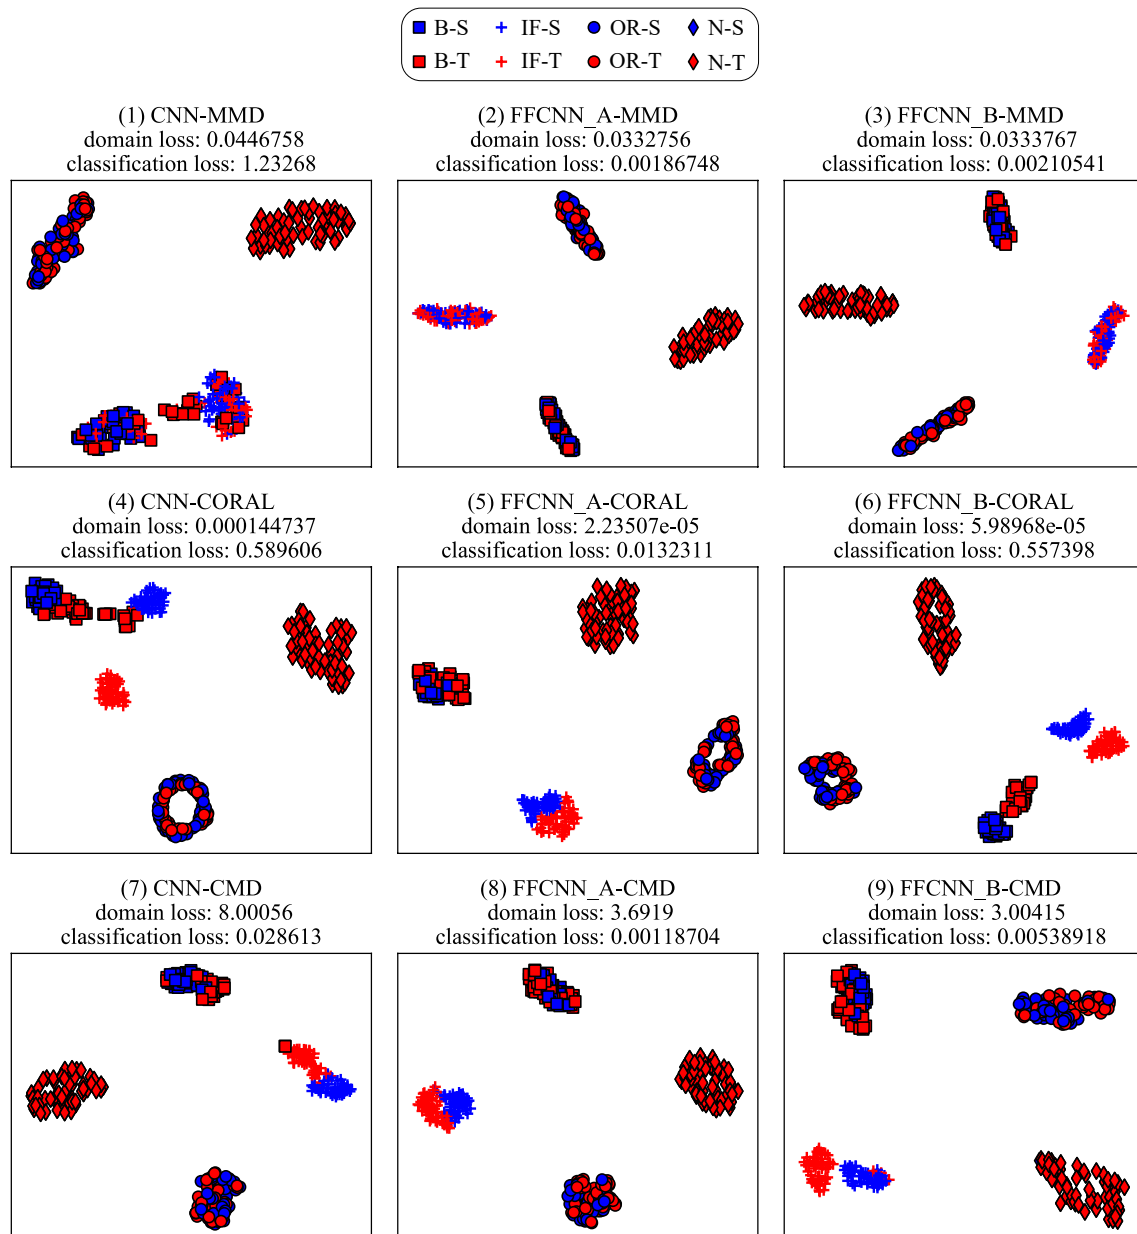 B-S IF-S OR-S N-S
B-T IF-T OR-T N-T
(1) CNN-MMD
domain loss: 0.0446758
classification loss: 1.23268
(2) FFCNN_A-MMD
domain loss: 0.0332756
classification loss: 0.00186748
(3) FFCNN_B-MMD
domain loss: 0.0333767
classification loss: 0.00210541
(4) CNN-CORAL
domain loss: 0.000144737
classification loss: 0.589606
(5) FFCNN_A-CORAL
domain loss: 2.23507e-05
classification loss: 0.0132311
(6) FFCNN_B-CORAL
domain loss: 5.98968e-05
classification loss: 0.557398
(7) CNN-CMD
domain loss: 8.00056
classification loss: 0.028613
(8) FFCNN_A-CMD
domain loss: 3.6919
classification loss: 0.00118704
(9) FFCNN_B-CMD
domain loss: 3.00415
classification loss: 0.00538918